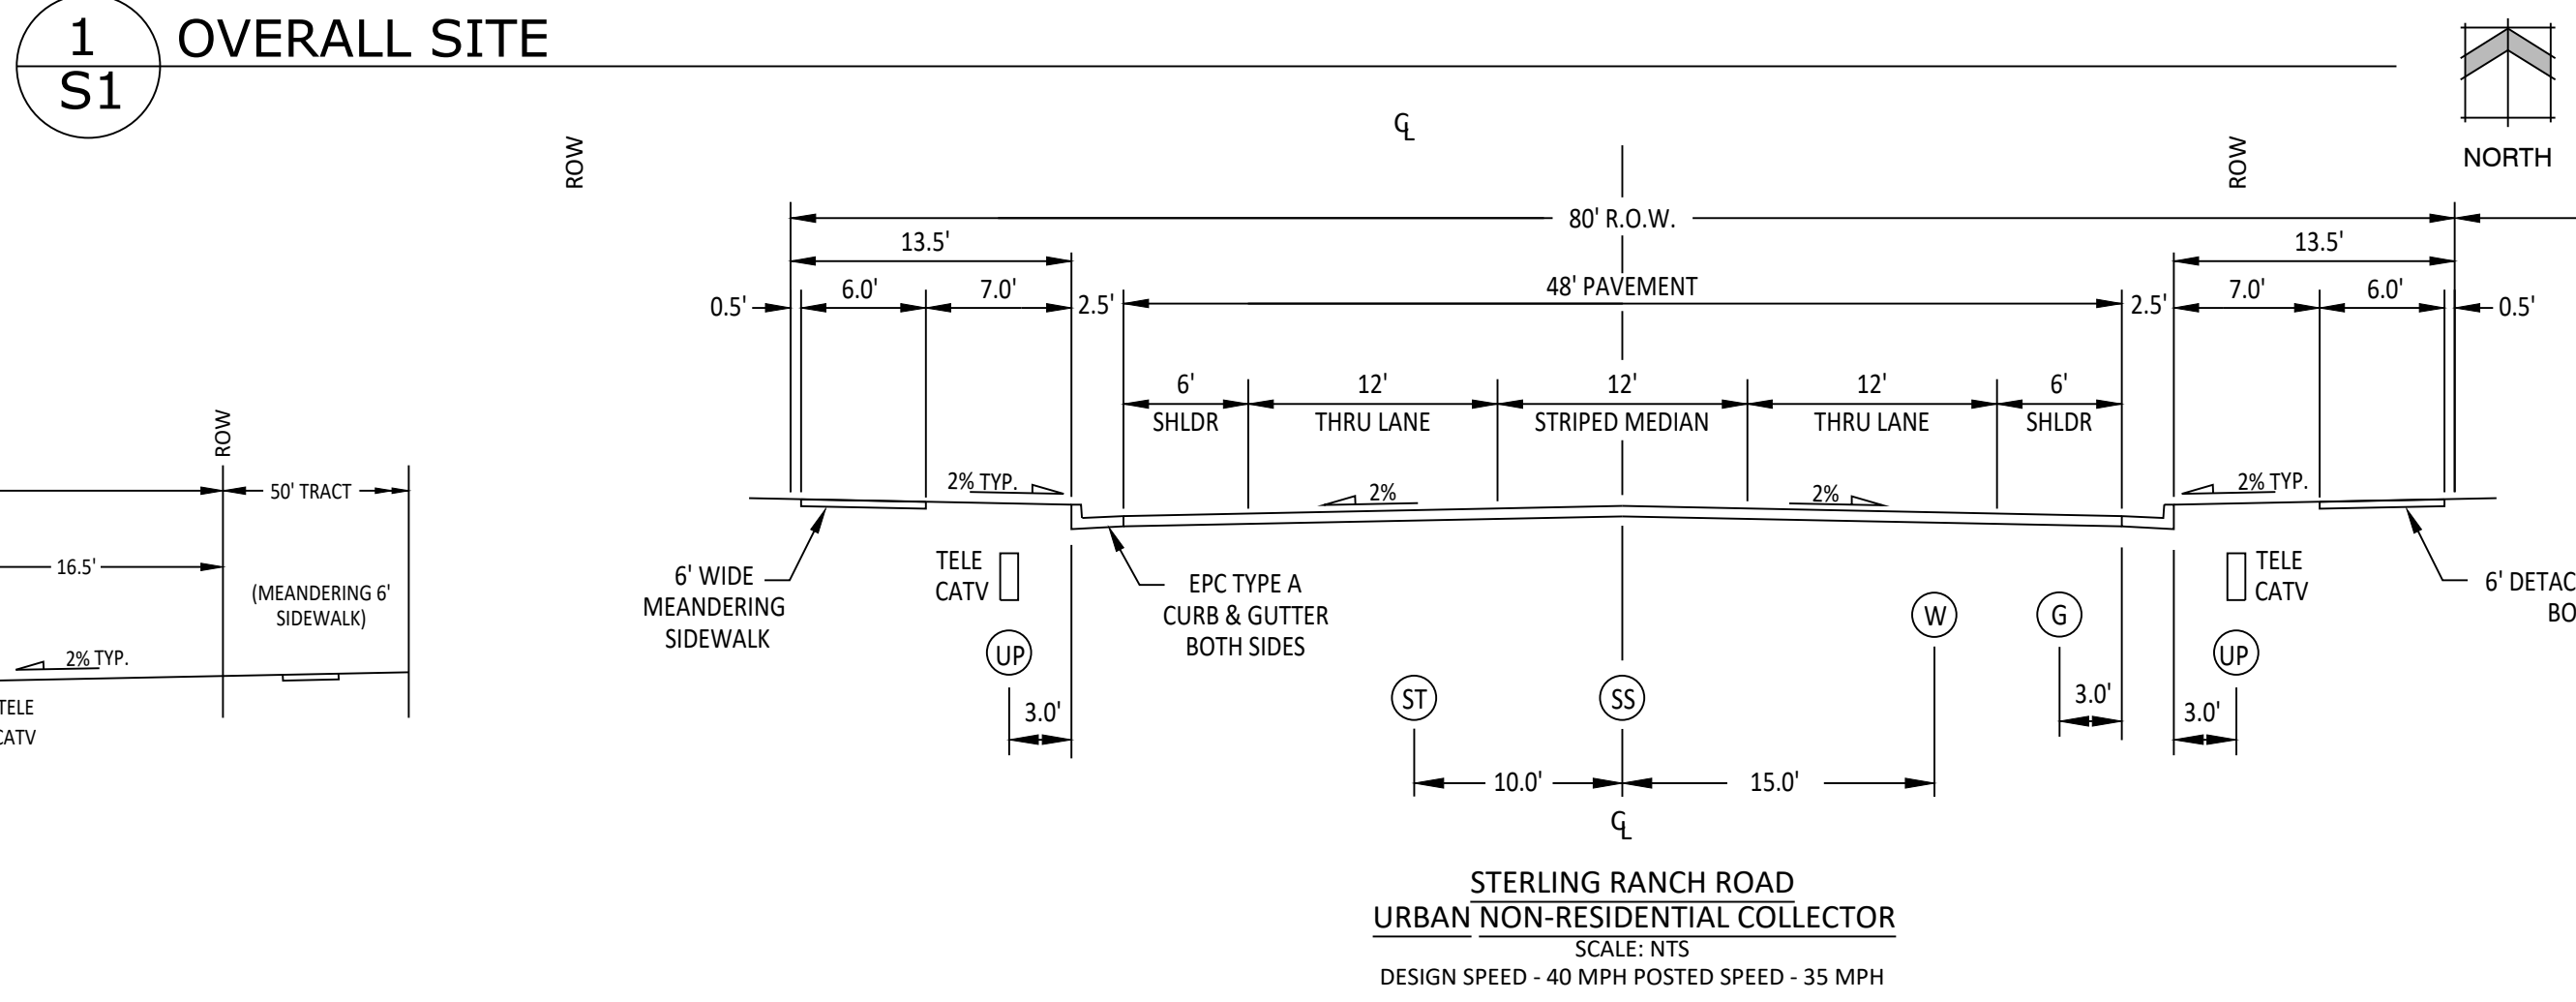 1
S1
OVERALL SITE
NORTH
ROW
℄
ROW
80' R.O.W.
13.5'
13.5'
48' PAVEMENT
0.5'
6.0'
7.0'
2.5'
2.5'
7.0'
6.0'
0.5'
6'
12'
12'
12'
6'
SHLDR
THRU LANE
STRIPED MEDIAN
THRU LANE
SHLDR
2% TYP.
2%
2%
2% TYP.
6' WIDE
MEANDERING
SIDEWALK
TELE
CATV
UP
3.0'
EPC TYPE A
CURB & GUTTER
BOTH SIDES
ST
SS
W
G
3.0'
TELE
CATV
UP
3.0'
6' DETAC
BO
10.0'
15.0'
℄
ROW
50' TRACT
16.5'
(MEANDERING 6'
SIDEWALK)
2% TYP.
TELE
CATV
STERLING RANCH ROAD
URBAN NON-RESIDENTIAL COLLECTOR
SCALE: NTS
DESIGN SPEED - 40 MPH POSTED SPEED - 35 MPH